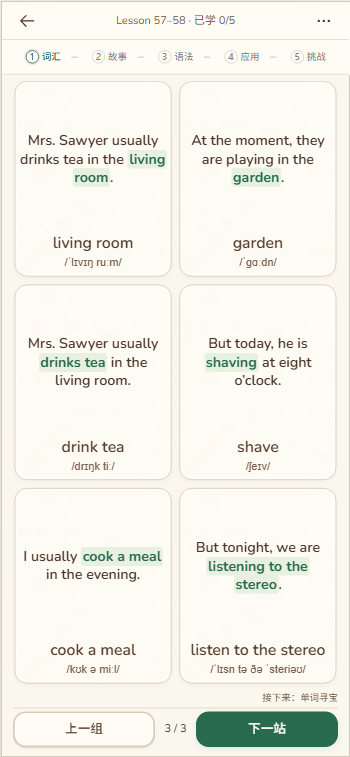 Lesson 57–58 · 已学 0/5
1 词汇 – 2 故事 – 3 语法 – 4 应用 – 5 挑战
Mrs. Sawyer usually
drinks tea in the living
room.
living room
/ˈlɪvɪŋ ruːm/
At the moment, they
are playing in the
garden.
garden
/ˈɡɑːdn/
Mrs. Sawyer usually
drinks tea in the
living room.
drink tea
/drɪŋk tiː/
But today, he is
shaving at eight
o’clock.
shave
/ʃeɪv/
I usually cook a meal
in the evening.
cook a meal
/kʊk ə miːl/
But tonight, we are
listening to the
stereo.
listen to the stereo
/ˈlɪsn tə ðə ˈsteriəʊ/
接下来：单词寻宝
上一组
3 / 3
下一站